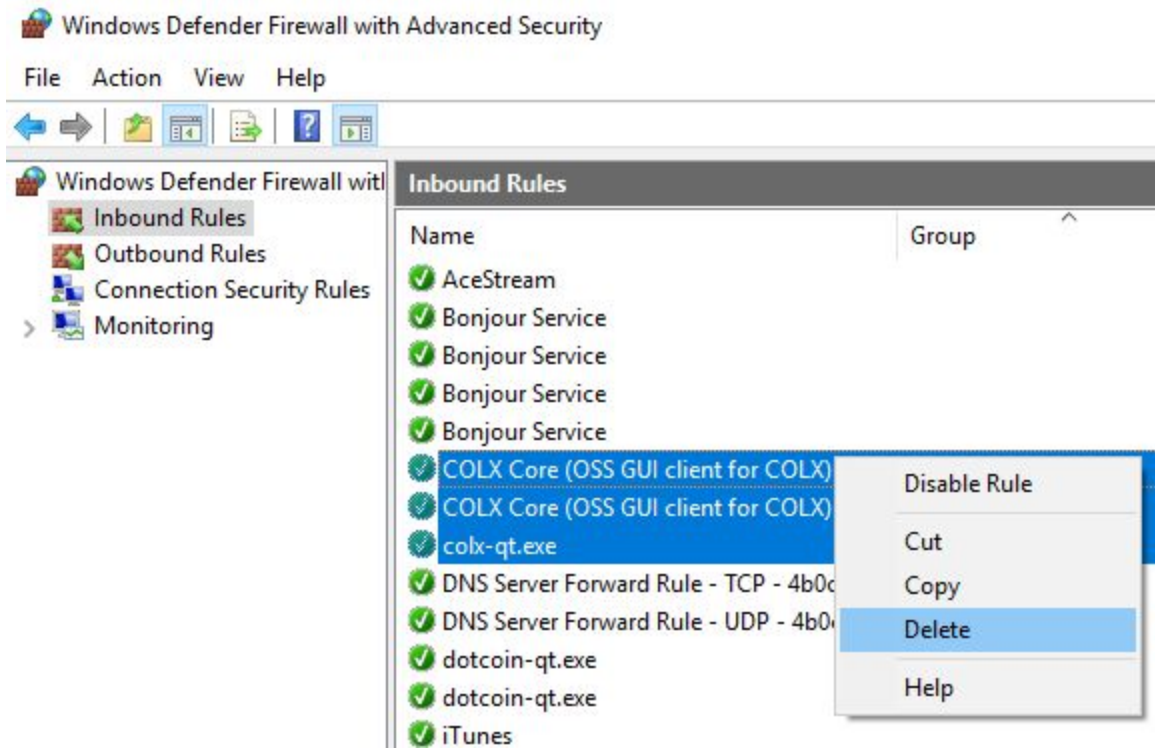 Windows Defender Firewall with Advanced Security
File Action View Help
Windows Defender Firewall witl
Inbound Rules
Outbound Rules
Connection Security Rules
Monitoring
Inbound Rules
Name Group
AceStream
Bonjour Service
Bonjour Service
Bonjour Service
Bonjour Service
COLX Core (OSS GUI client for COLX)
COLX Core (OSS GUI client for COLX)
colx-qt.exe
DNS Server Forward Rule - TCP - 4b0c
DNS Server Forward Rule - UDP - 4b0
dotcoin-qt.exe
dotcoin-qt.exe
iTunes
Disable Rule
Cut
Copy
Delete
Help